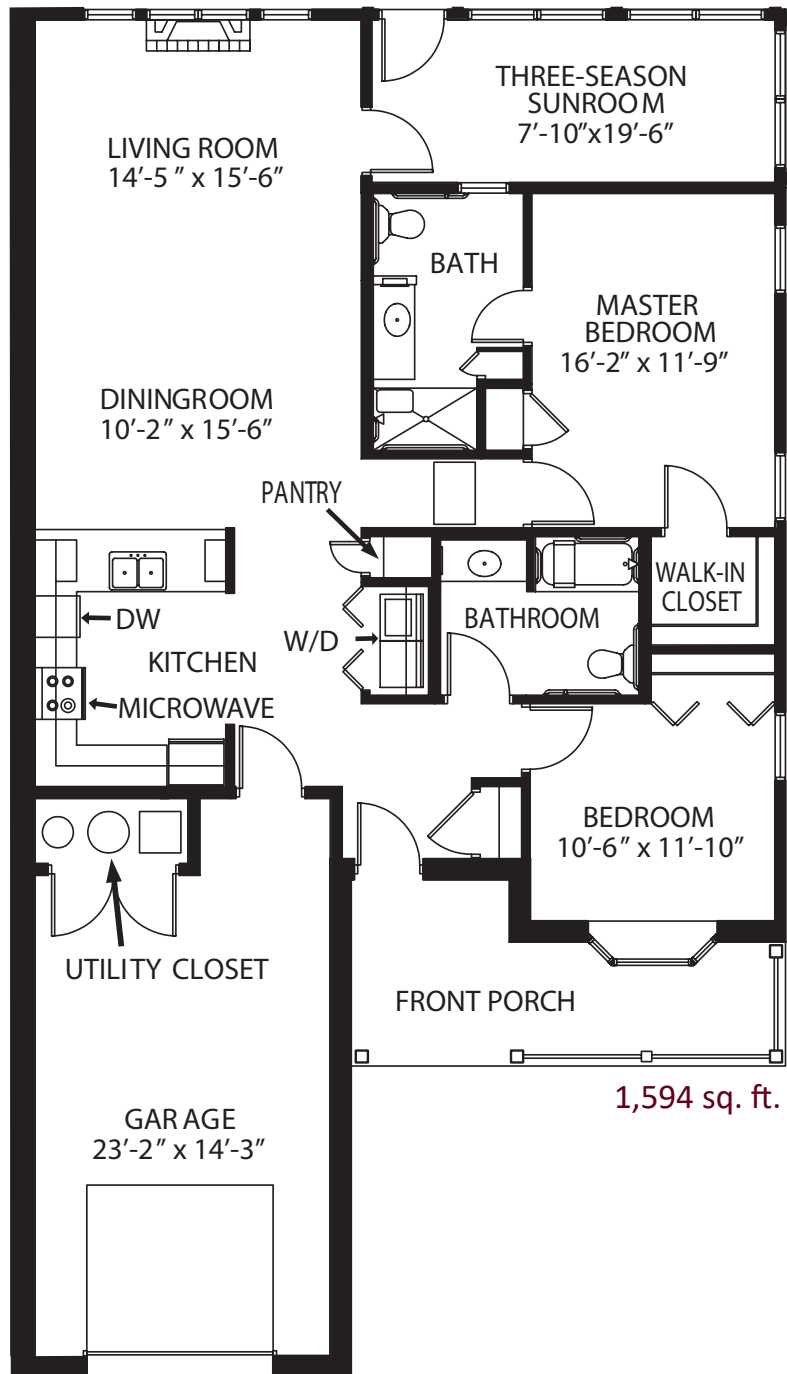 THREE-SEASON
SUNROOM
7’-10”x19’-6”
LIVING ROOM
14’-5 ” x 15’-6”
BATH
MASTER
BEDROOM
16’-2” x 11’-9”
DININGROOM
10’-2” x 15’-6”
PANTRY
WALK-IN
CLOSET
DW
W/D
BATHROOM
KITCHEN
MICROWAVE
BEDROOM
10’-6” x 11’-10”
UTILITY CLOSET
FRONT PORCH
1,594 sq. ft.
GARAGE
23’-2” x 14’-3”